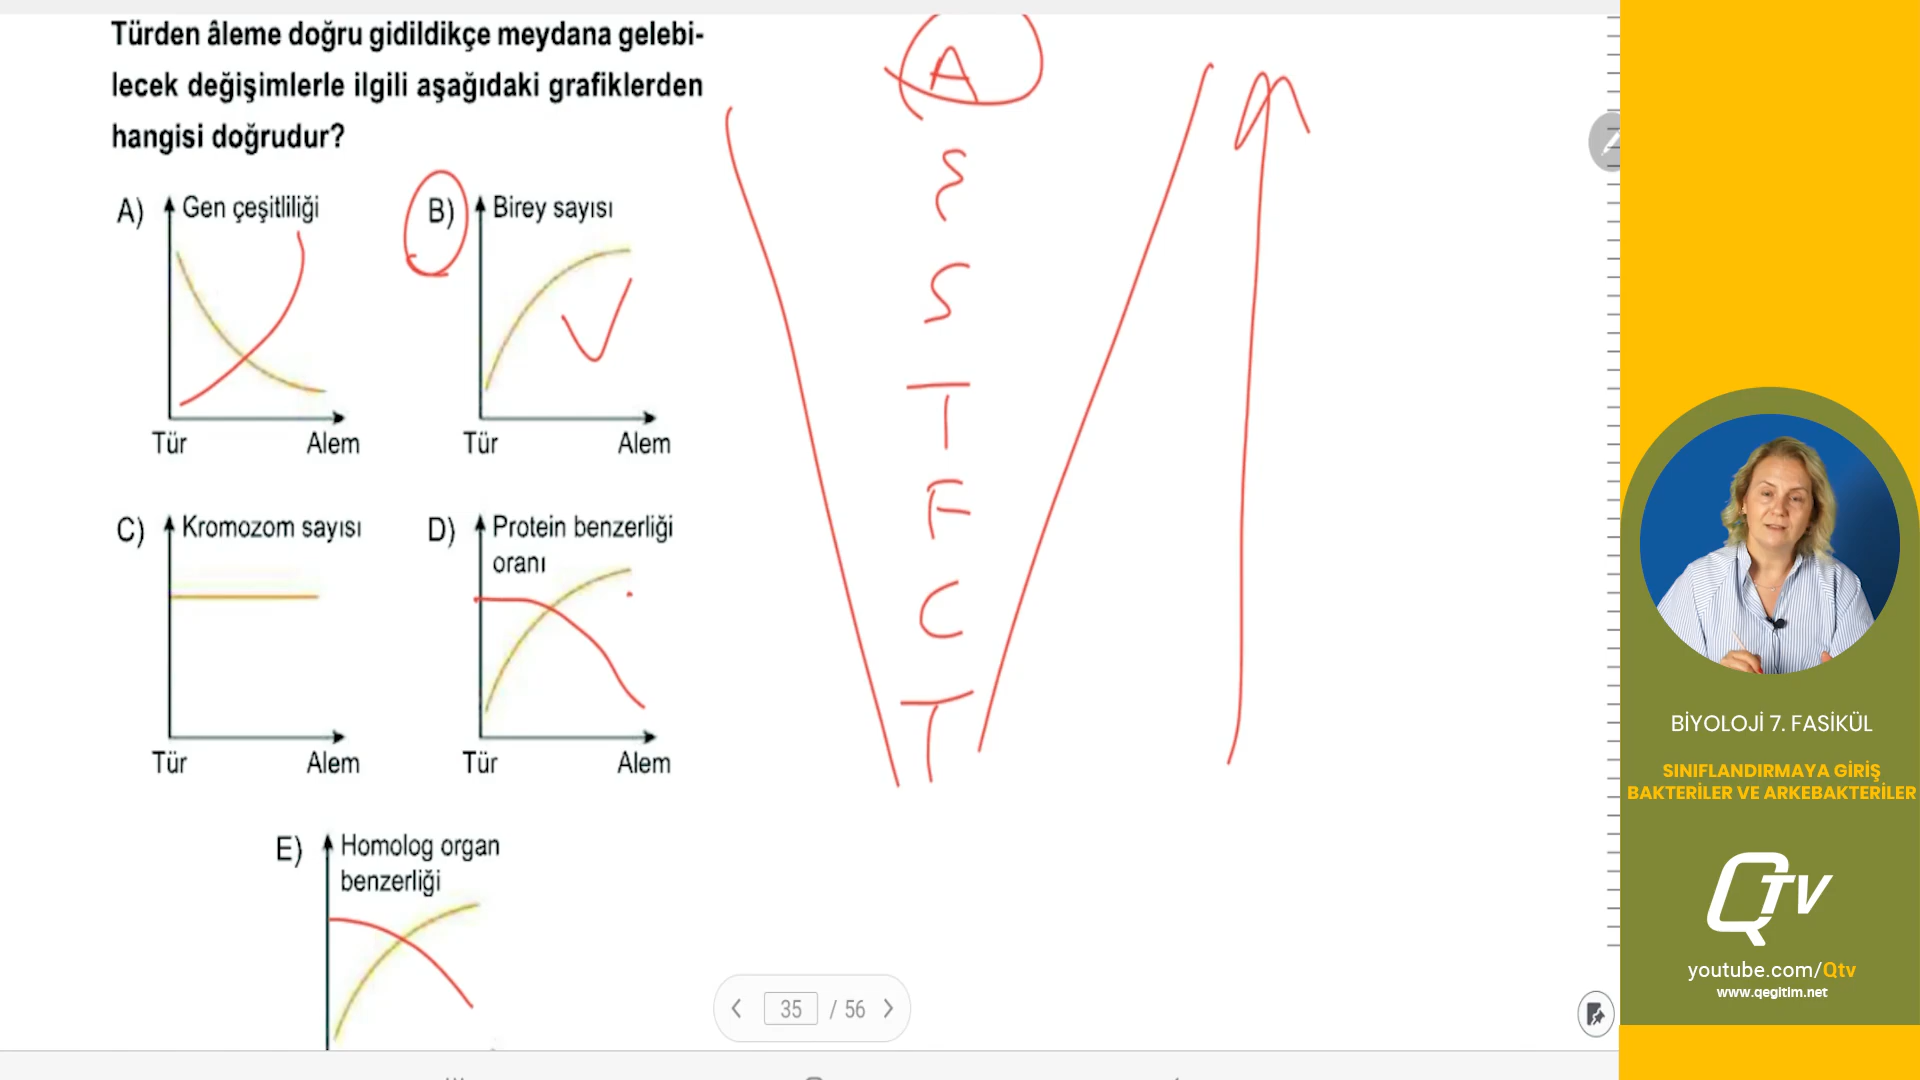 Türden âleme doğru gidildikçe meydana gelebi-
lecek değişimlerle ilgili aşağıdaki grafiklerden
hangisi doğrudur?
A) Gen çeşitliliği
Tür Alem
B) Birey sayısı
Tür Alem
C) Kromozom sayısı
Tür Alem
D) Protein benzerliği
oranı
Tür Alem
E) Homolog organ
benzerliği
A
Ş
S
T
F
C
T
35 / 56
BİYOLOJİ 7. FASİKÜL
SINIFLANDIRMAYA GİRİŞ
BAKTERİLER VE ARKEBAKTERİLER
QTV
youtube.com/Qtv
www.qegitim.net